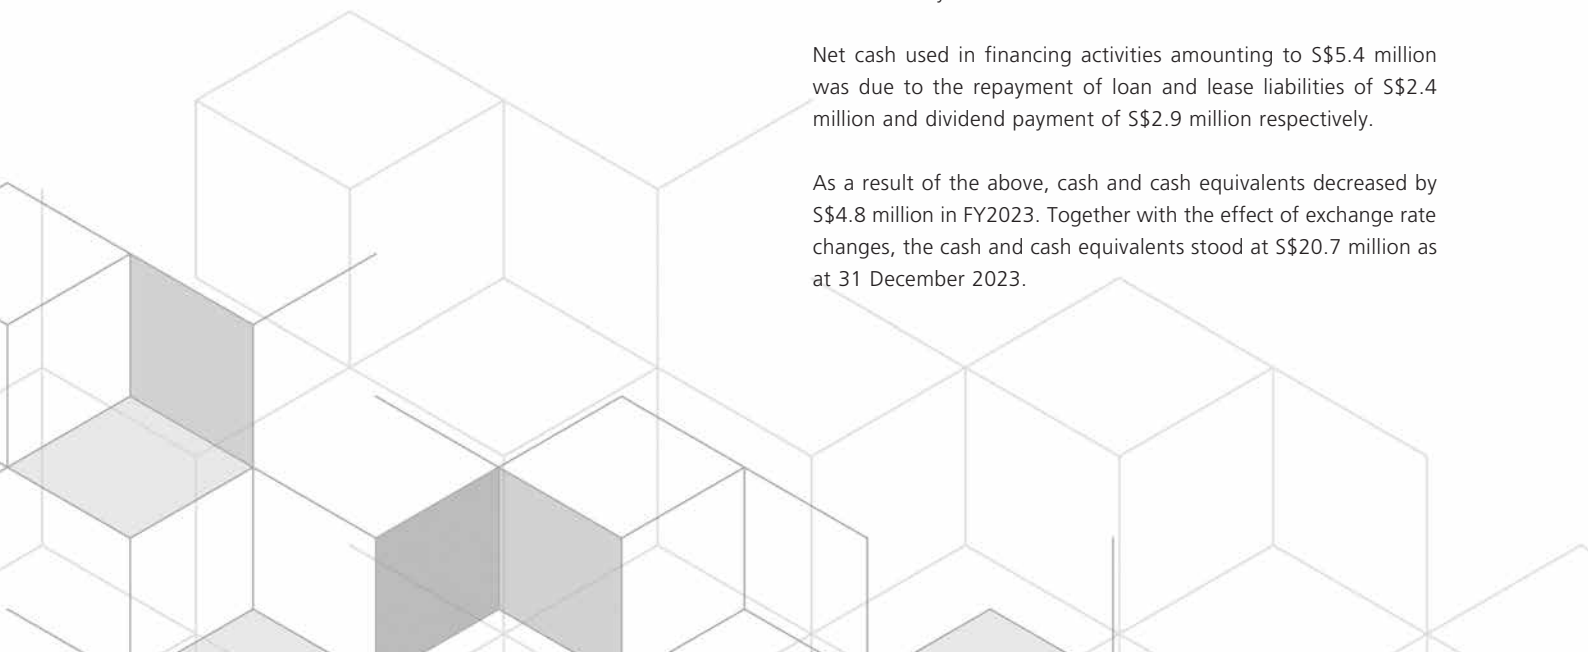 Net cash used in financing activities amounting to S$5.4 million
was due to the repayment of loan and lease liabilities of S$2.4
million and dividend payment of S$2.9 million respectively.
As a result of the above, cash and cash equivalents decreased by
S$4.8 million in FY2023. Together with the effect of exchange rate
changes, the cash and cash equivalents stood at S$20.7 million as
at 31 December 2023.